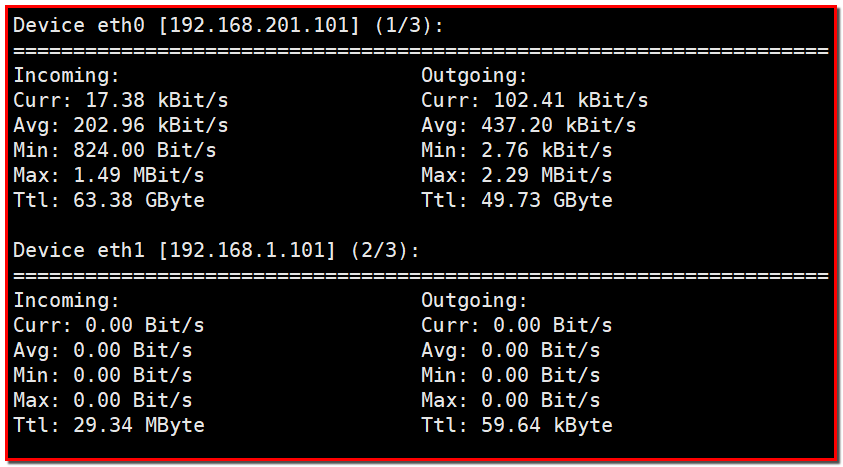 Device eth0 [192.168.201.101] (1/3):
====================================================================
Incoming:                         Outgoing:
Curr: 17.38 kBit/s                Curr: 102.41 kBit/s
Avg: 202.96 kBit/s                Avg: 437.20 kBit/s
Min: 824.00 Bit/s                 Min: 2.76 kBit/s
Max: 1.49 MBit/s                  Max: 2.29 MBit/s
Ttl: 63.38 GByte                  Ttl: 49.73 GByte

Device eth1 [192.168.1.101] (2/3):
====================================================================
Incoming:                         Outgoing:
Curr: 0.00 Bit/s                  Curr: 0.00 Bit/s
Avg: 0.00 Bit/s                   Avg: 0.00 Bit/s
Min: 0.00 Bit/s                   Min: 0.00 Bit/s
Max: 0.00 Bit/s                   Max: 0.00 Bit/s
Ttl: 29.34 MByte                  Ttl: 59.64 kByte